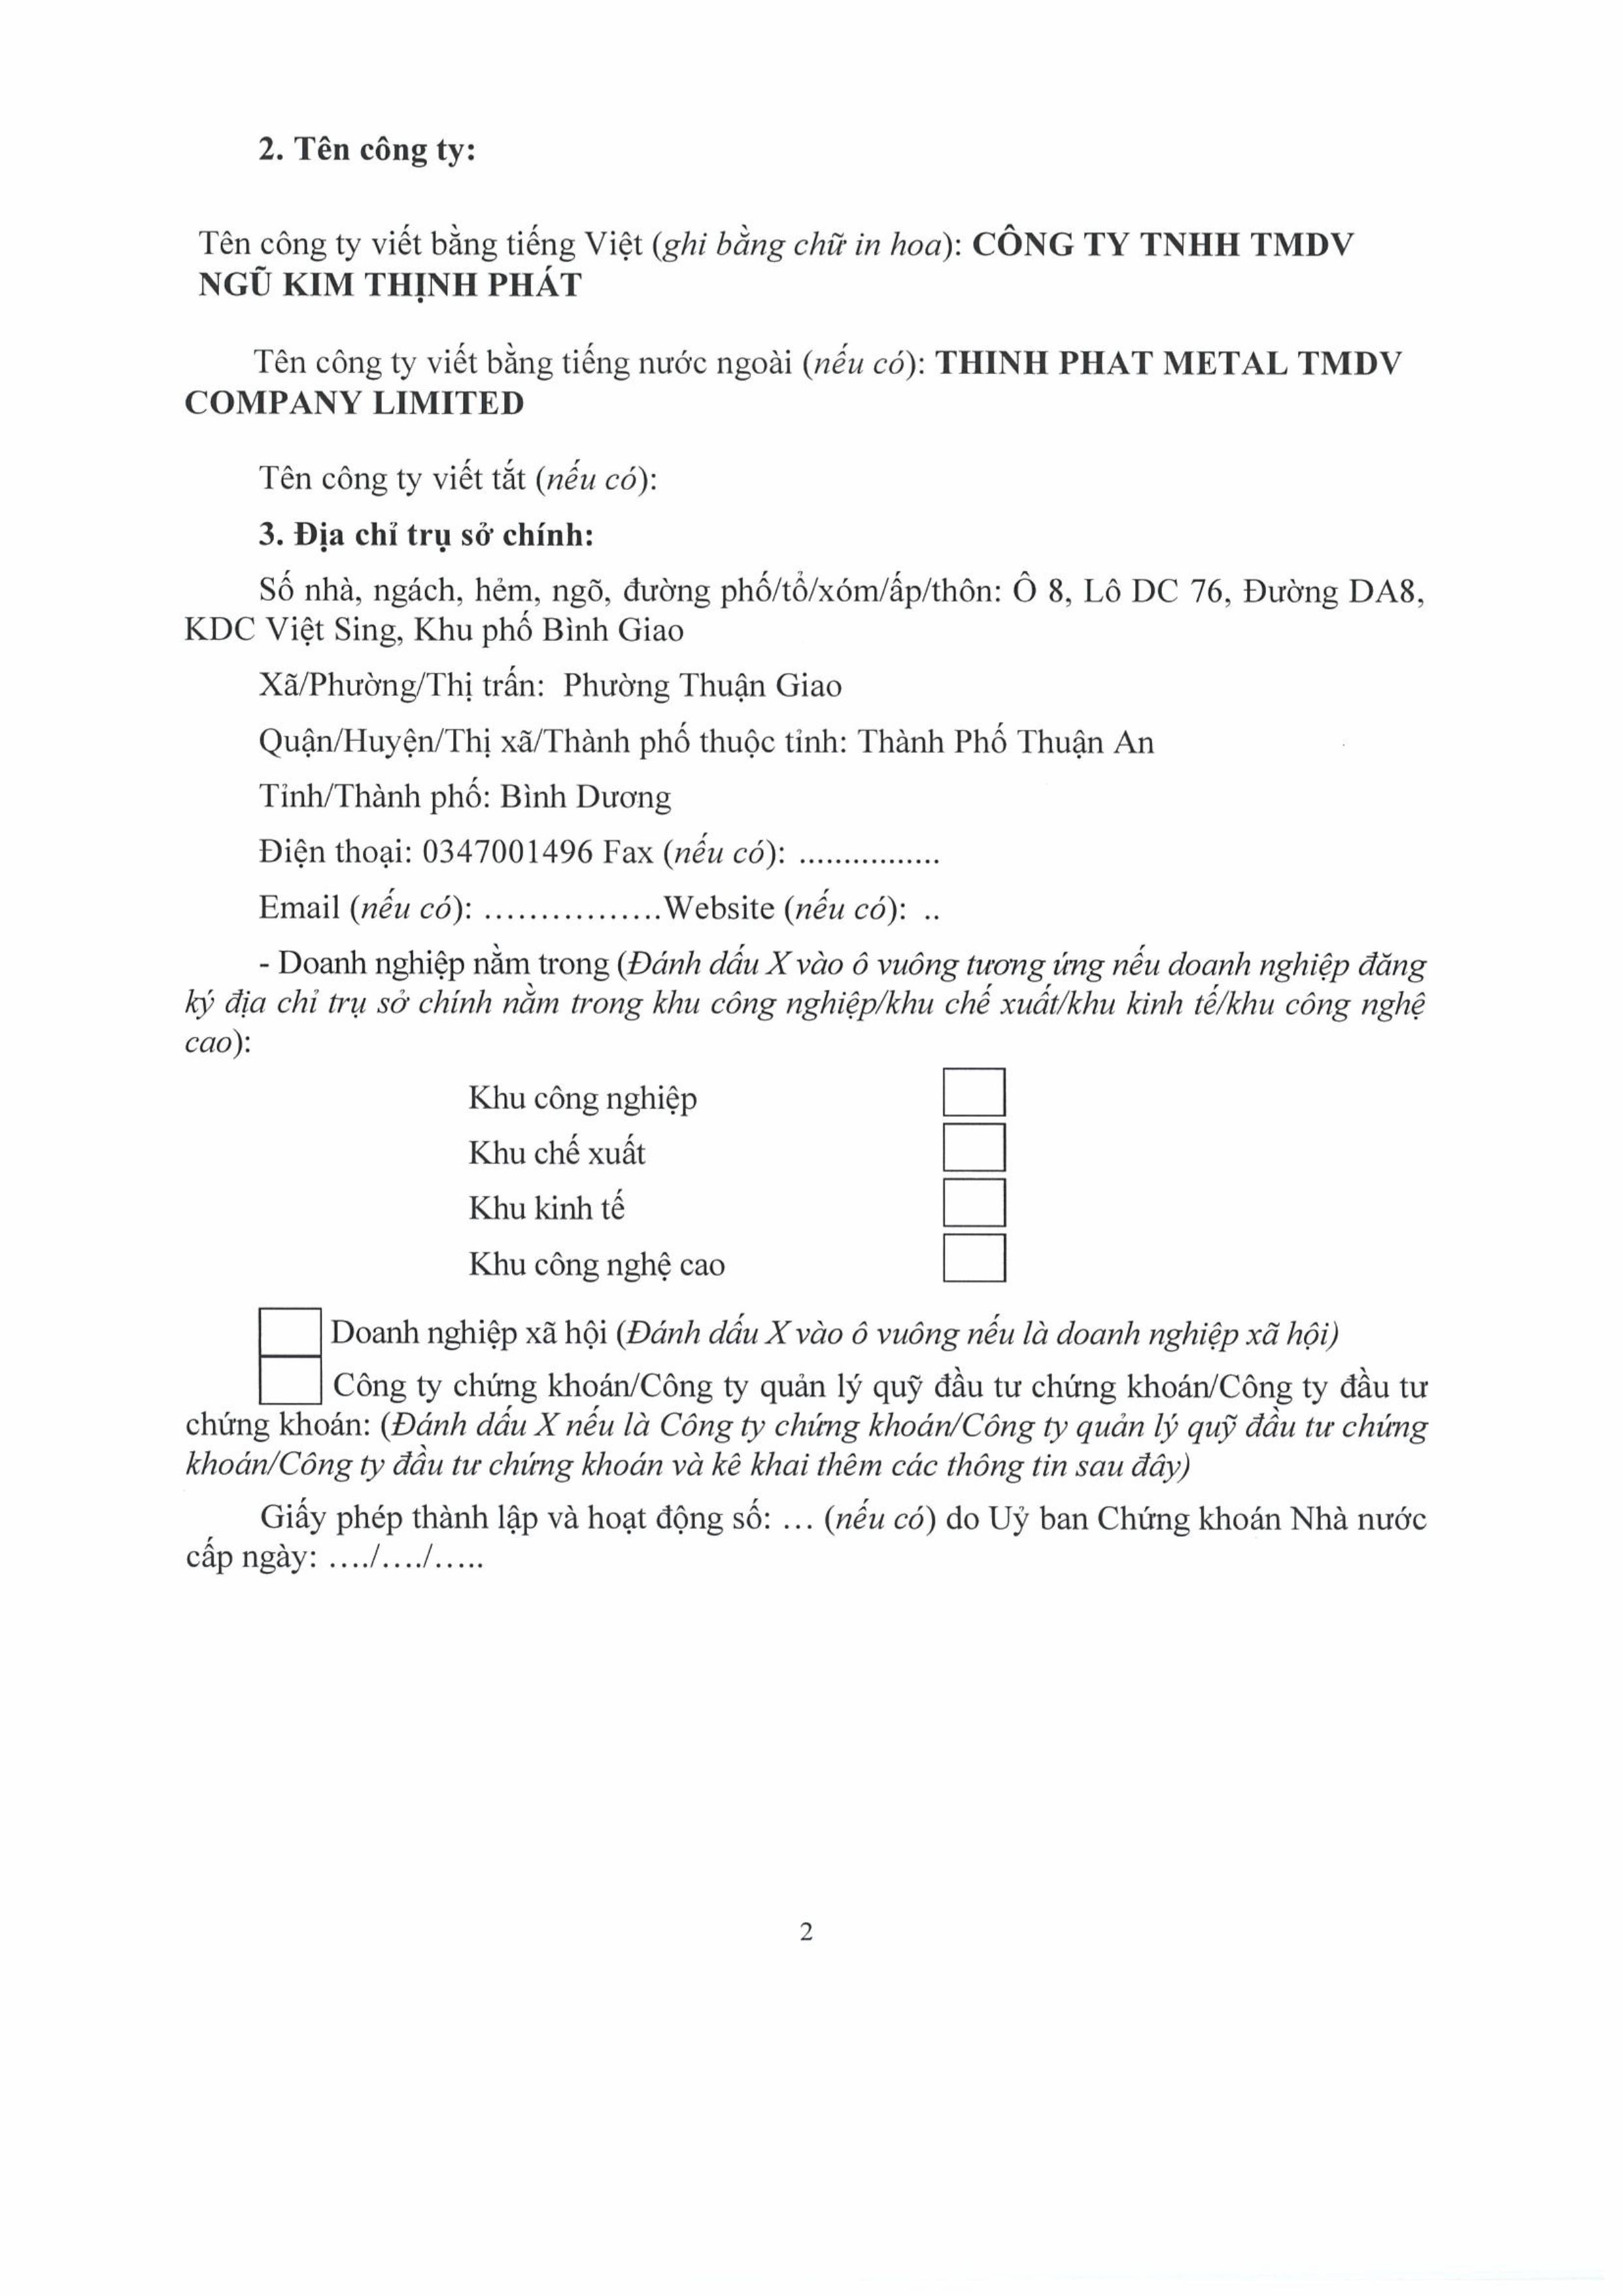 2. Tên công ty:
Tên công ty viết bằng tiếng Việt (ghi bằng chữ in hoa): CÔNG TY TNHH TMDV
NGŨ KIM THỊNH PHÁT
Tên công ty viết bằng tiếng nước ngoài (nếu có): THINH PHAT METAL TMDV
COMPANY LIMITED
Tên công ty viết tắt (nếu có):
3. Địa chỉ trụ sở chính:
Số nhà, ngách, hẻm, ngõ, đường phố/tổ/xóm/ấp/thôn: Ô 8, Lô DC 76, Đường DA8,
KDC Việt Sing, Khu phố Bình Giao
Xã/Phường/Thị trấn: Phường Thuận Giao
Quận/Huyện/Thị xã/Thành phố thuộc tỉnh: Thành Phố Thuận An
Tỉnh/Thành phố: Bình Dương
Điện thoại: 0347001496 Fax (nếu có): ................
Email (nếu có): ................Website (nếu có): ..
- Doanh nghiệp nằm trong (Đánh dấu X vào ô vuông tương ứng nếu doanh nghiệp đăng
ký địa chỉ trụ sở chính nằm trong khu công nghiệp/khu chế xuất/khu kinh tế/khu công nghệ
cao):
Khu công nghiệp
Khu chế xuất
Khu kinh tế
Khu công nghệ cao
Doanh nghiệp xã hội (Đánh dấu X vào ô vuông nếu là doanh nghiệp xã hội)
Công ty chứng khoán/Công ty quản lý quỹ đầu tư chứng khoán/Công ty đầu tư
chứng khoán: (Đánh dấu X nếu là Công ty chứng khoán/Công ty quản lý quỹ đầu tư chứng
khoán/Công ty đầu tư chứng khoán và kê khai thêm các thông tin sau đây)
Giấy phép thành lập và hoạt động số: ... (nếu có) do Uỷ ban Chứng khoán Nhà nước
cấp ngày: ..../..../.....
2